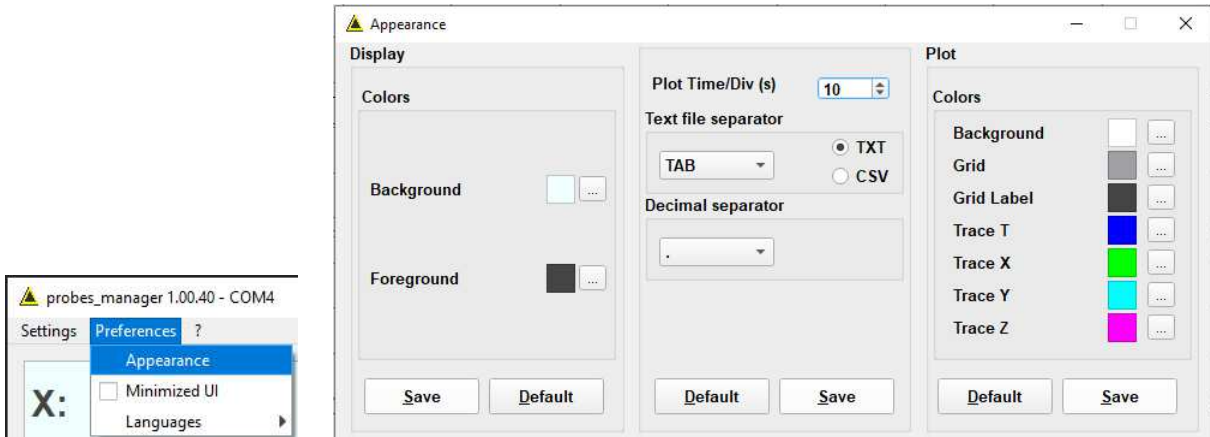 probes_manager 1.00.40 - COM4
Settings Preferences ?
Appearance
Minimized UI
Languages
X:
Appearance
Display
Colors
Background
...
Foreground
...
Save Default
Plot Time/Div (s) 10
Text file separator
TAB
TXT
CSV
Decimal separator
.
Default Save
Plot
Colors
Background ...
Grid ...
Grid Label ...
Trace T ...
Trace X ...
Trace Y ...
Trace Z ...
Default Save